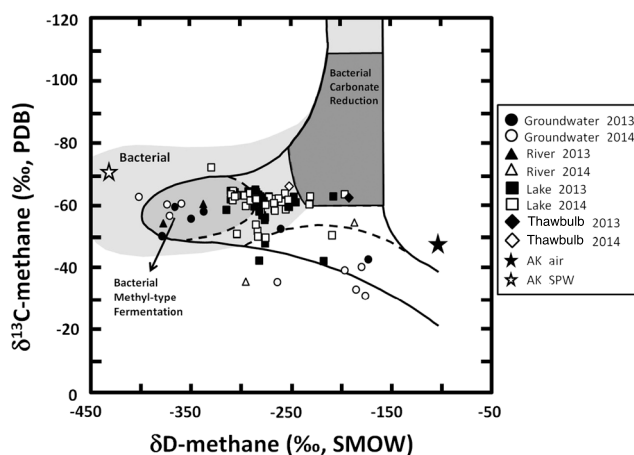 -120
-100
-80
-60
-40
-20
0
δ¹³C-methane (‰, PDB)
Bacterial
Carbonate
Reduction
Bacterial
Bacterial
Methyl-type
Fermentation
-450
-350
-250
-150
-50
δD-methane (‰, SMOW)
Groundwater 2013
Groundwater 2014
River 2013
River 2014
Lake 2013
Lake 2014
Thawbulb 2013
Thawbulb 2014
AK air
AK SPW